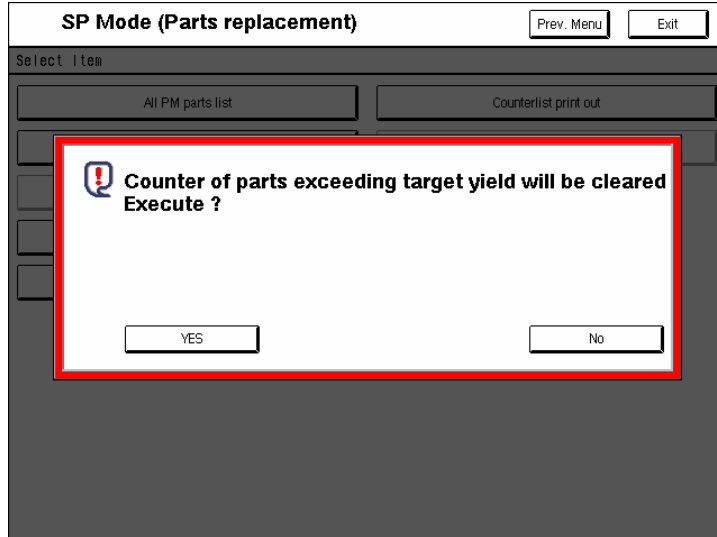 SP Mode (Parts replacement)
Prev. Menu
Exit
Select Item
All PM parts list
Counterlist print out
Counter of parts exceeding target yield will be cleared
Execute ?
YES
No